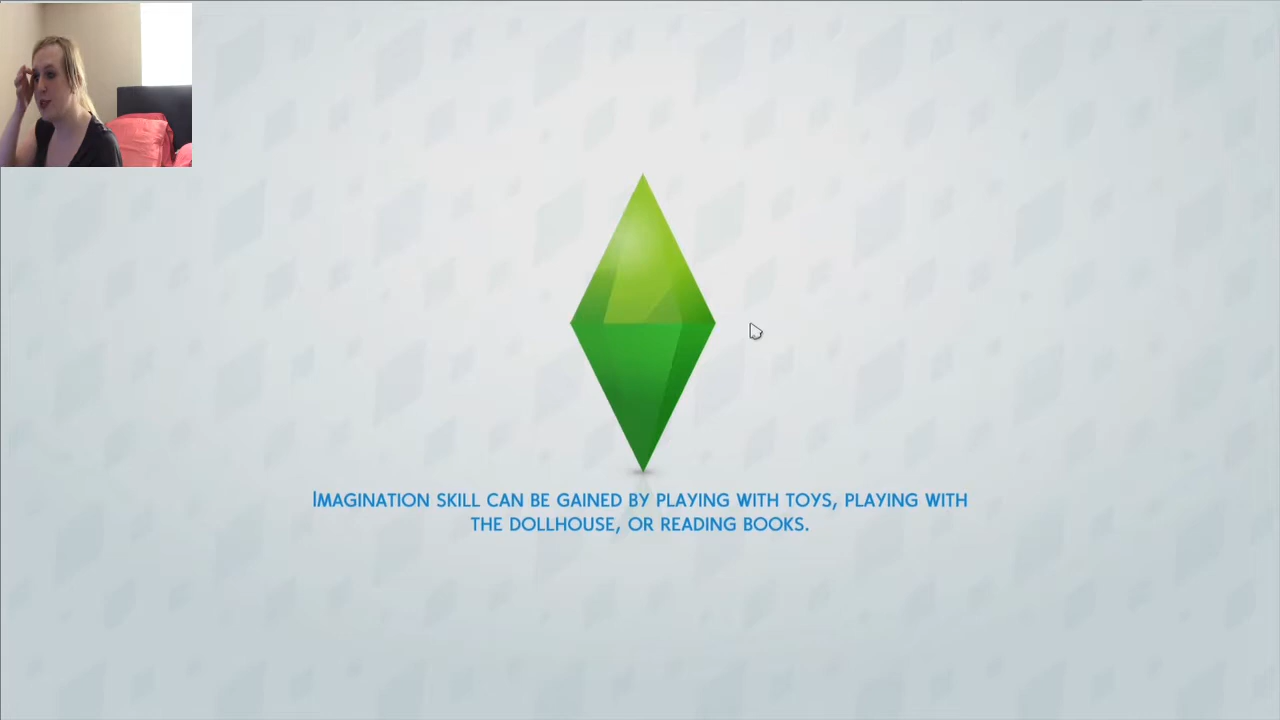 IMAGINATION SKILL CAN BE GAINED BY PLAYING WITH TOYS, PLAYING WITH
THE DOLLHOUSE, OR READING BOOKS.